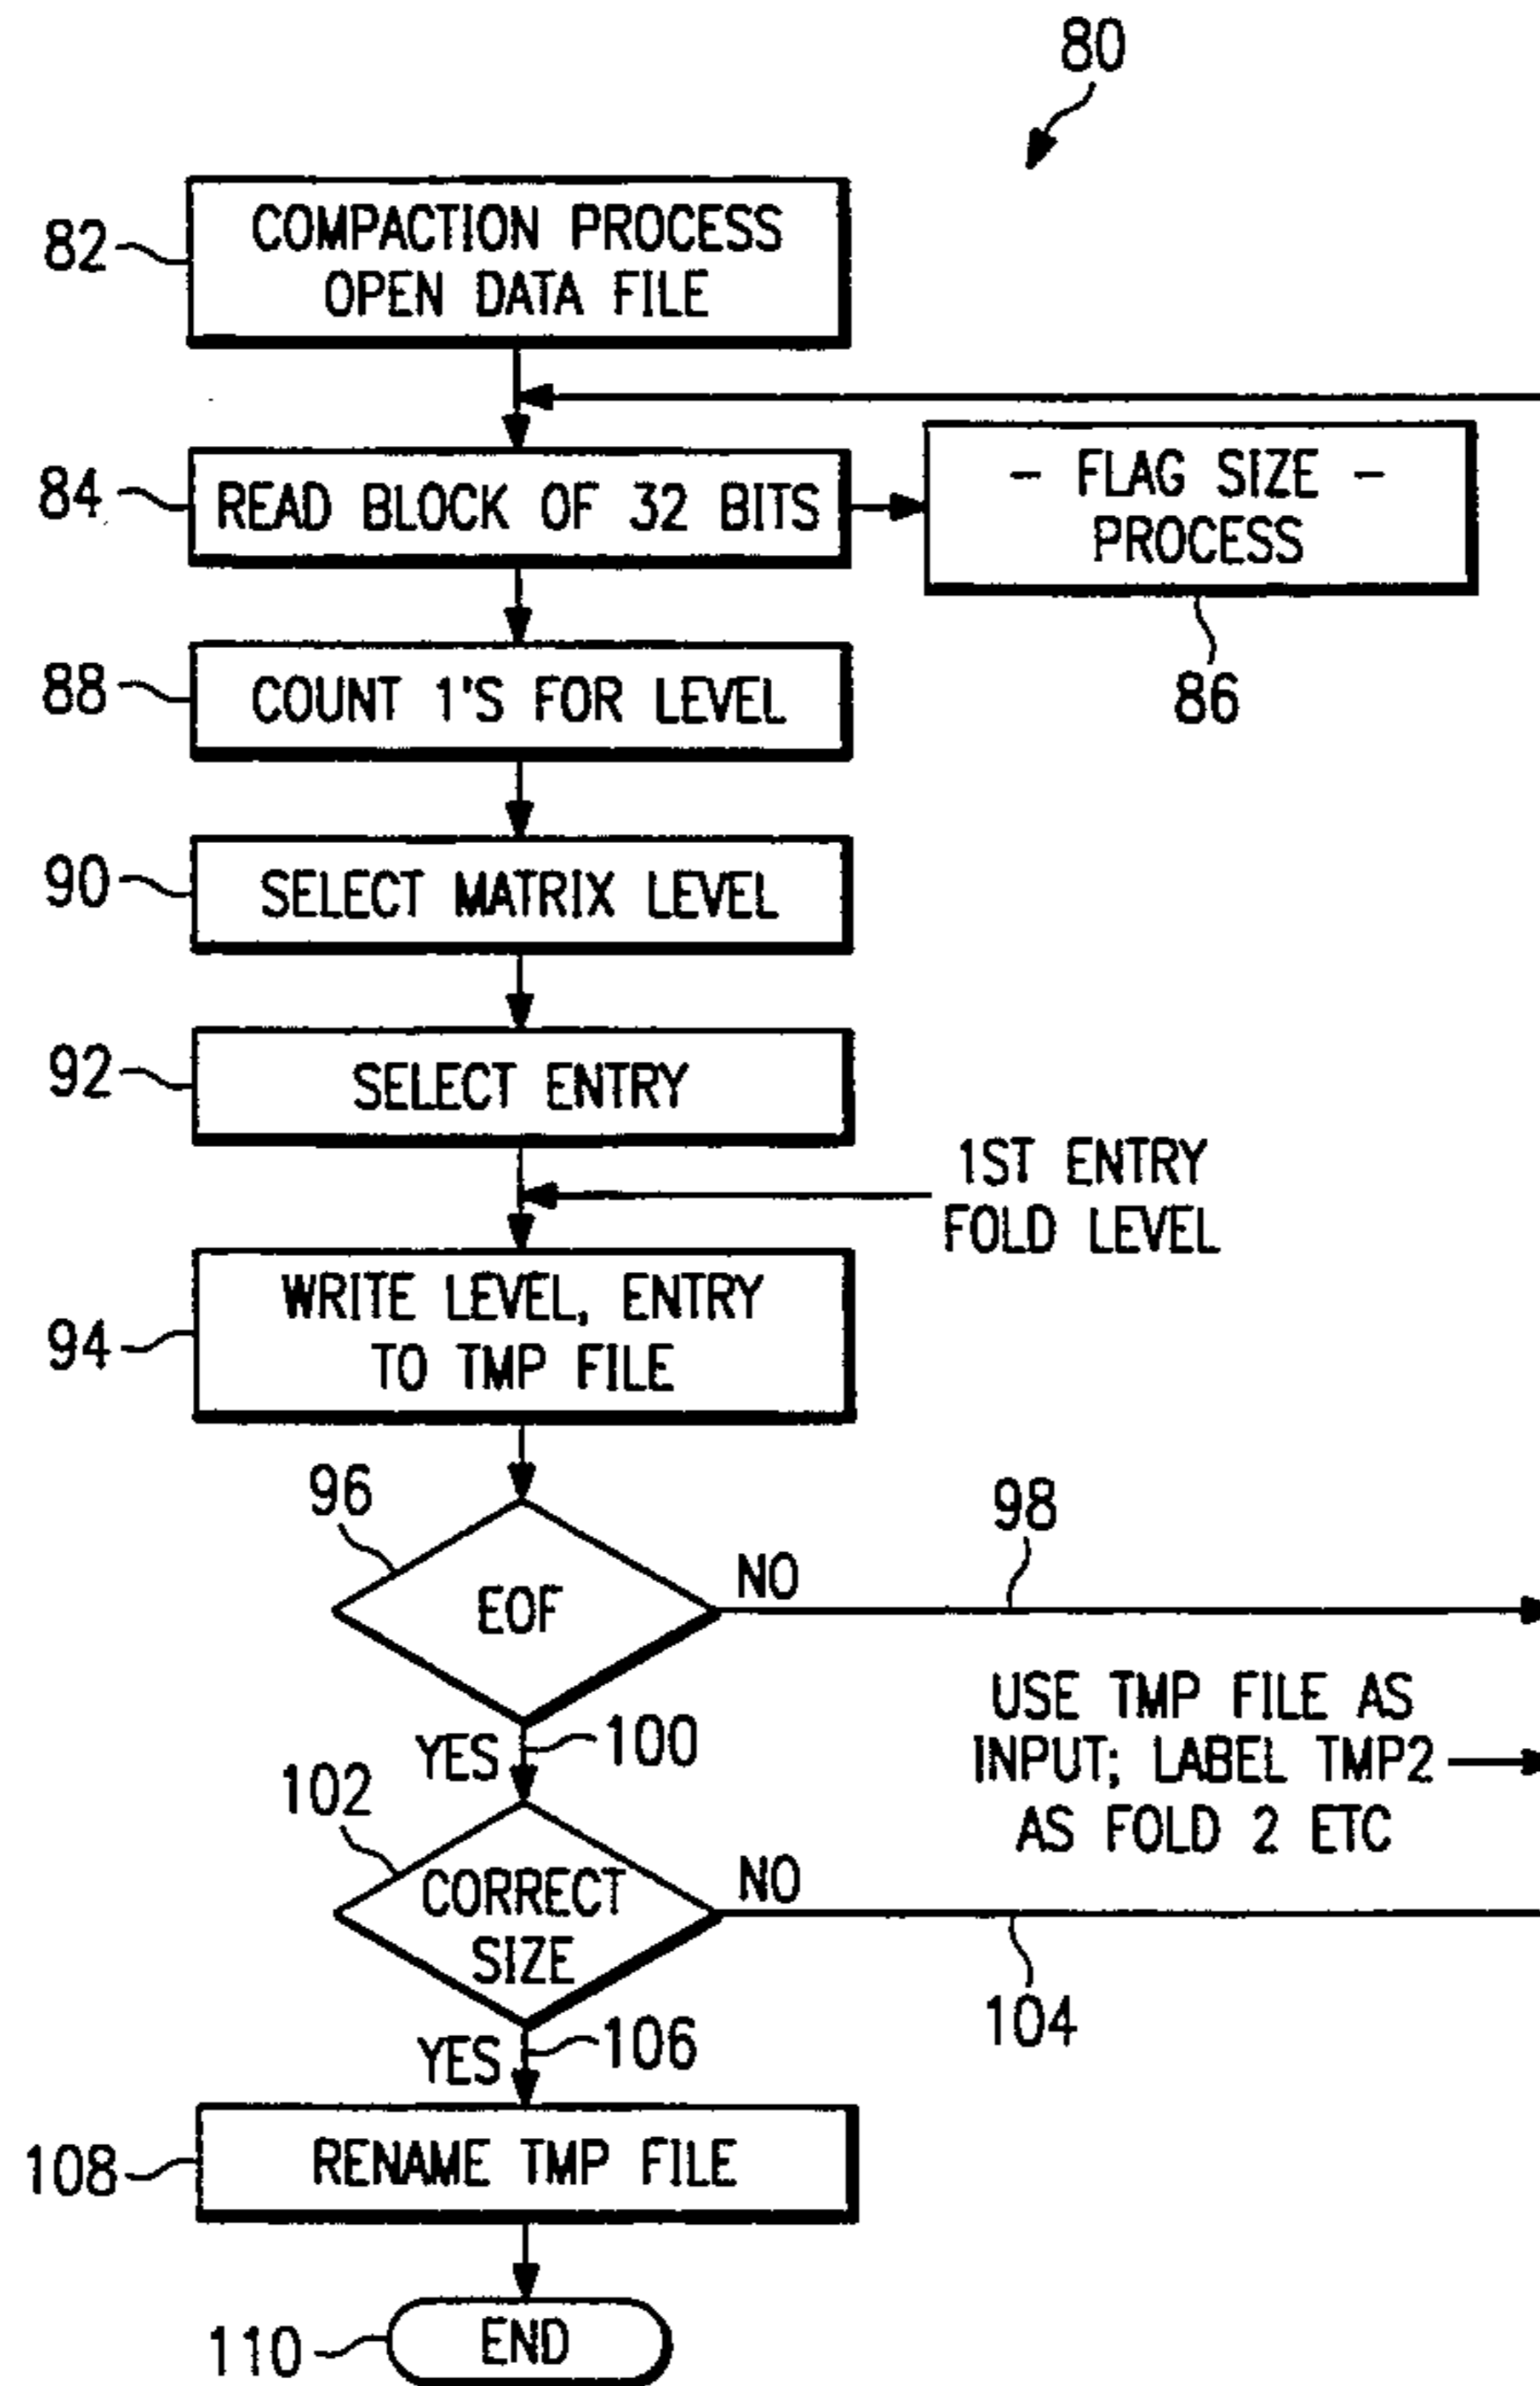 80
82
COMPACTION PROCESS
OPEN DATA FILE
84
READ BLOCK OF 32 BITS
- FLAG SIZE -
PROCESS
86
88
COUNT 1'S FOR LEVEL
90
SELECT MATRIX LEVEL
92
SELECT ENTRY
1ST ENTRY
FOLD LEVEL
94
WRITE LEVEL, ENTRY
TO TMP FILE
96
EOF
NO
98
USE TMP FILE AS
INPUT; LABEL TMP2
AS FOLD 2 ETC
YES
100
102
CORRECT
SIZE
NO
104
YES
106
108
RENAME TMP FILE
110
END